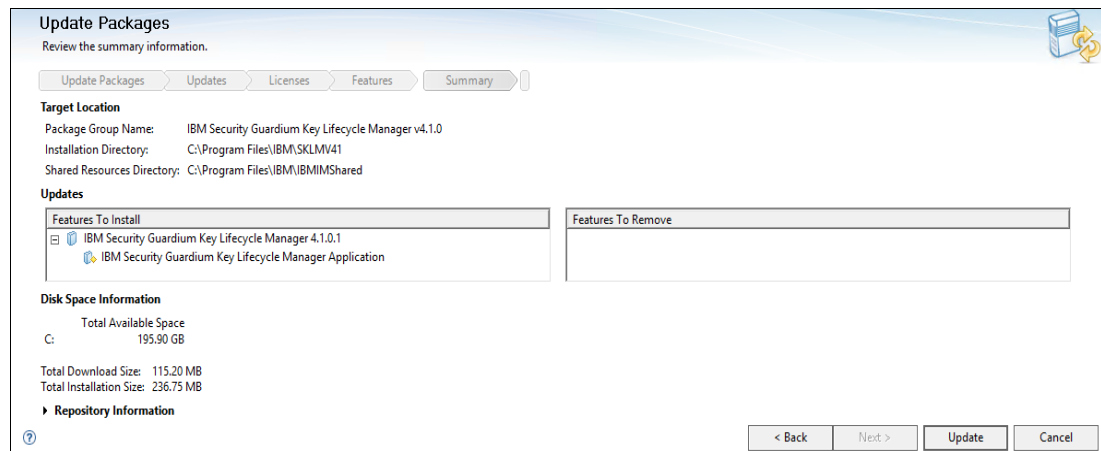 Update Packages
Review the summary information.
Update Packages Updates Licenses Features Summary
Target Location
Package Group Name: IBM Security Guardium Key Lifecycle Manager v4.1.0
Installation Directory: C:\Program Files\IBM\SKLMV41
Shared Resources Directory: C:\Program Files\IBM\IBMIMShared
Updates
Features To Install Features To Remove
IBM Security Guardium Key Lifecycle Manager 4.1.0.1
IBM Security Guardium Key Lifecycle Manager Application
Disk Space Information
Total Available Space
C: 195.90 GB
Total Download Size: 115.20 MB
Total Installation Size: 236.75 MB
Repository Information
? < Back Next > Update Cancel